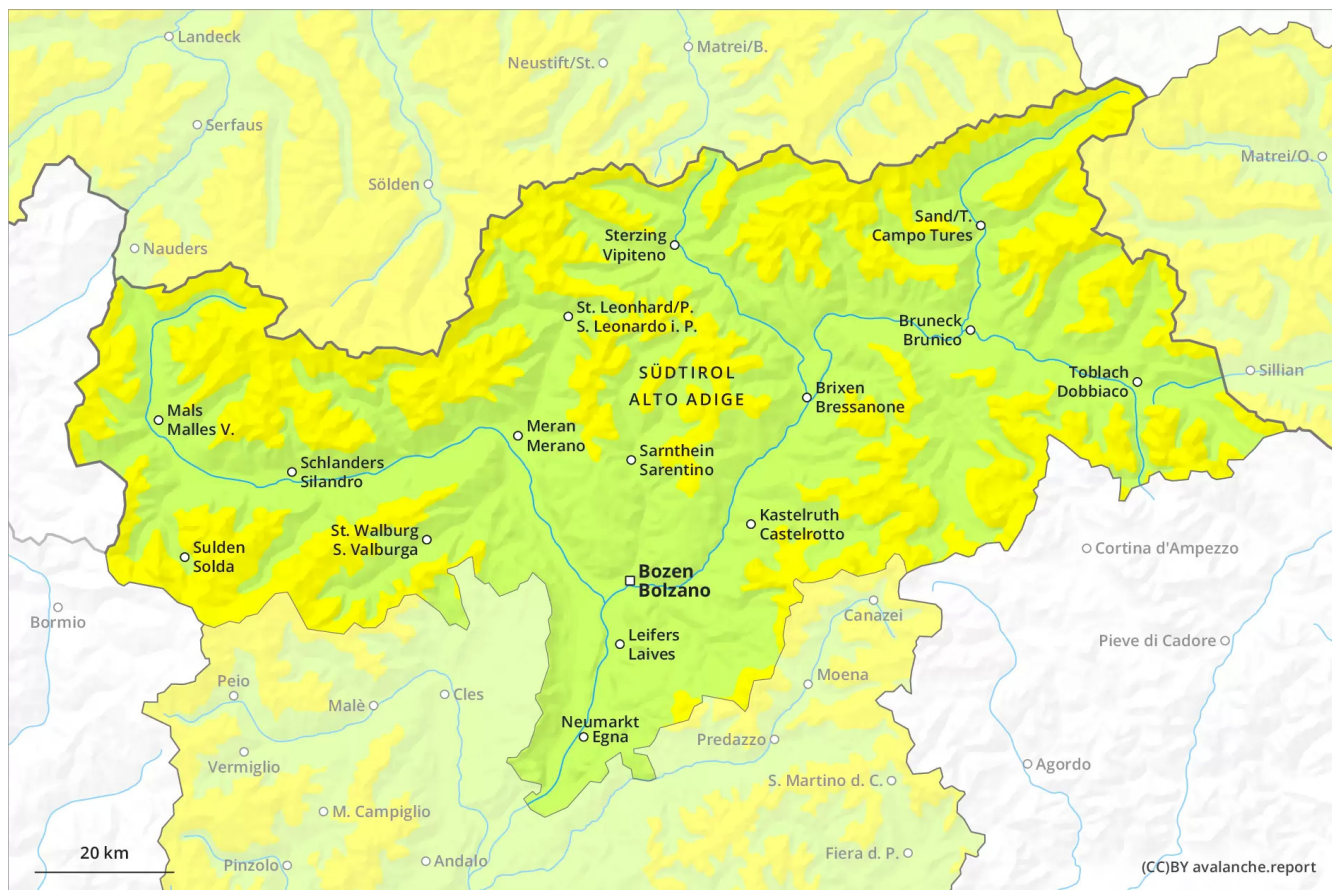 Landeck
Matrei/B.
Neustift/St.
Serfaus
Matrei/O.
Sölden
Sand/T.
Campo Tures
Nauders
Sterzing
Vipiteno
St. Leonhard/P.
S. Leonardo i. P.
Bruneck
Brunico
SÜDTIROL
ALTO ADIGE
Toblach
Dobbiaco
Sillian
Brixen
Bressanone
Mals
Malles V.
Meran
Merano
Schlanders
Silandro
Sarnthein
Sarentino
Kastelruth
Castelrotto
St. Walburg
S. Valburga
Sulden
Solda
Cortina d'Ampezzo
Bozen
Bolzano
Bormio
Canazei
Leifers
Laives
Pieve di Cadore
Peio
Moena
Malè
Cles
Neumarkt
Egna
Predazzo
Vermiglio
Agordo
S. Martino d. C.
M. Campiglio
20 km
Pinzolo
Andalo
Fiera d. P.
(CC)BY avalanche.report